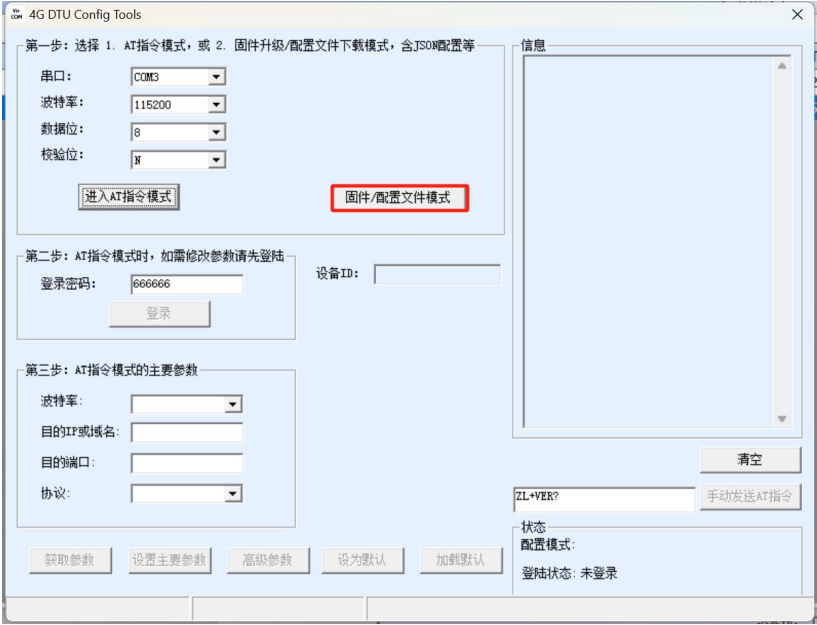 Vir COM 4G DTU Config Tools
第一步：选择 1. AT指令模式，或 2. 固件升级/配置文件下载模式，含JSON配置等
串口： COM3
波特率： 115200
数据位： 8
校验位： N
进入AT指令模式 固件/配置文件模式
第二步：AT指令模式时，如需修改参数请先登陆
登录密码： 666666
登录
设备ID：
第三步：AT指令模式的主要参数
波特率:
目的IP或域名:
目的端口:
协议:
获取参数 设置主要参数 高级参数 设为默认 加载默认
信息
清空
ZL+VER? 手动发送AT指令
状态
配置模式:
登陆状态: 未登录